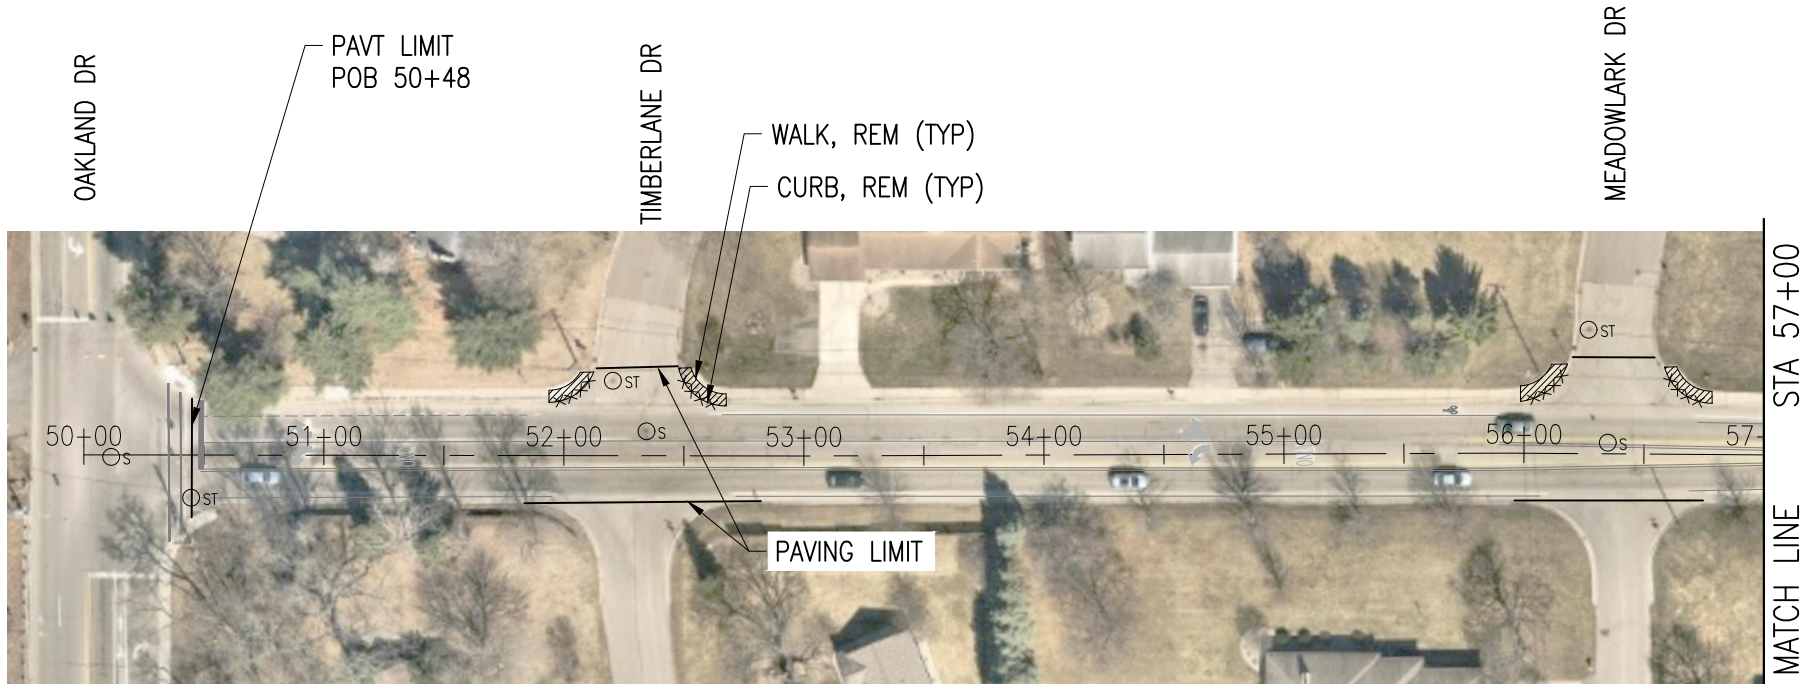 OAKLAND DR
PAVT LIMIT
POB 50+48
TIMBERLANE DR
WALK, REM (TYP)
CURB, REM (TYP)
MEADOWLARK DR
STA 57+00
MATCH LINE
ST
ST
50+00
51+00
52+00
53+00
54+00
55+00
56+00
57
S
S
S
ST
ONLY
PAVING LIMIT